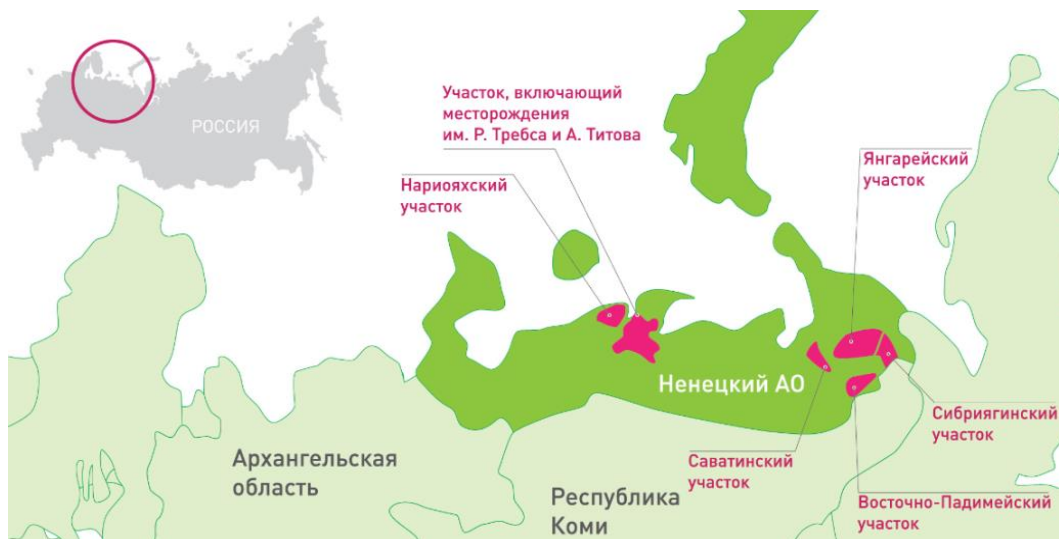 РОССИЯ
Участок, включающий
месторождения
им. Р. Требса и А. Титова
Нариояхский
участок
Янгарейский
участок
Ненецкий АО
Сибриягинский
участок
Саватинский
участок
Восточно-Падимейский
участок
Архангельская
область
Республика
Коми